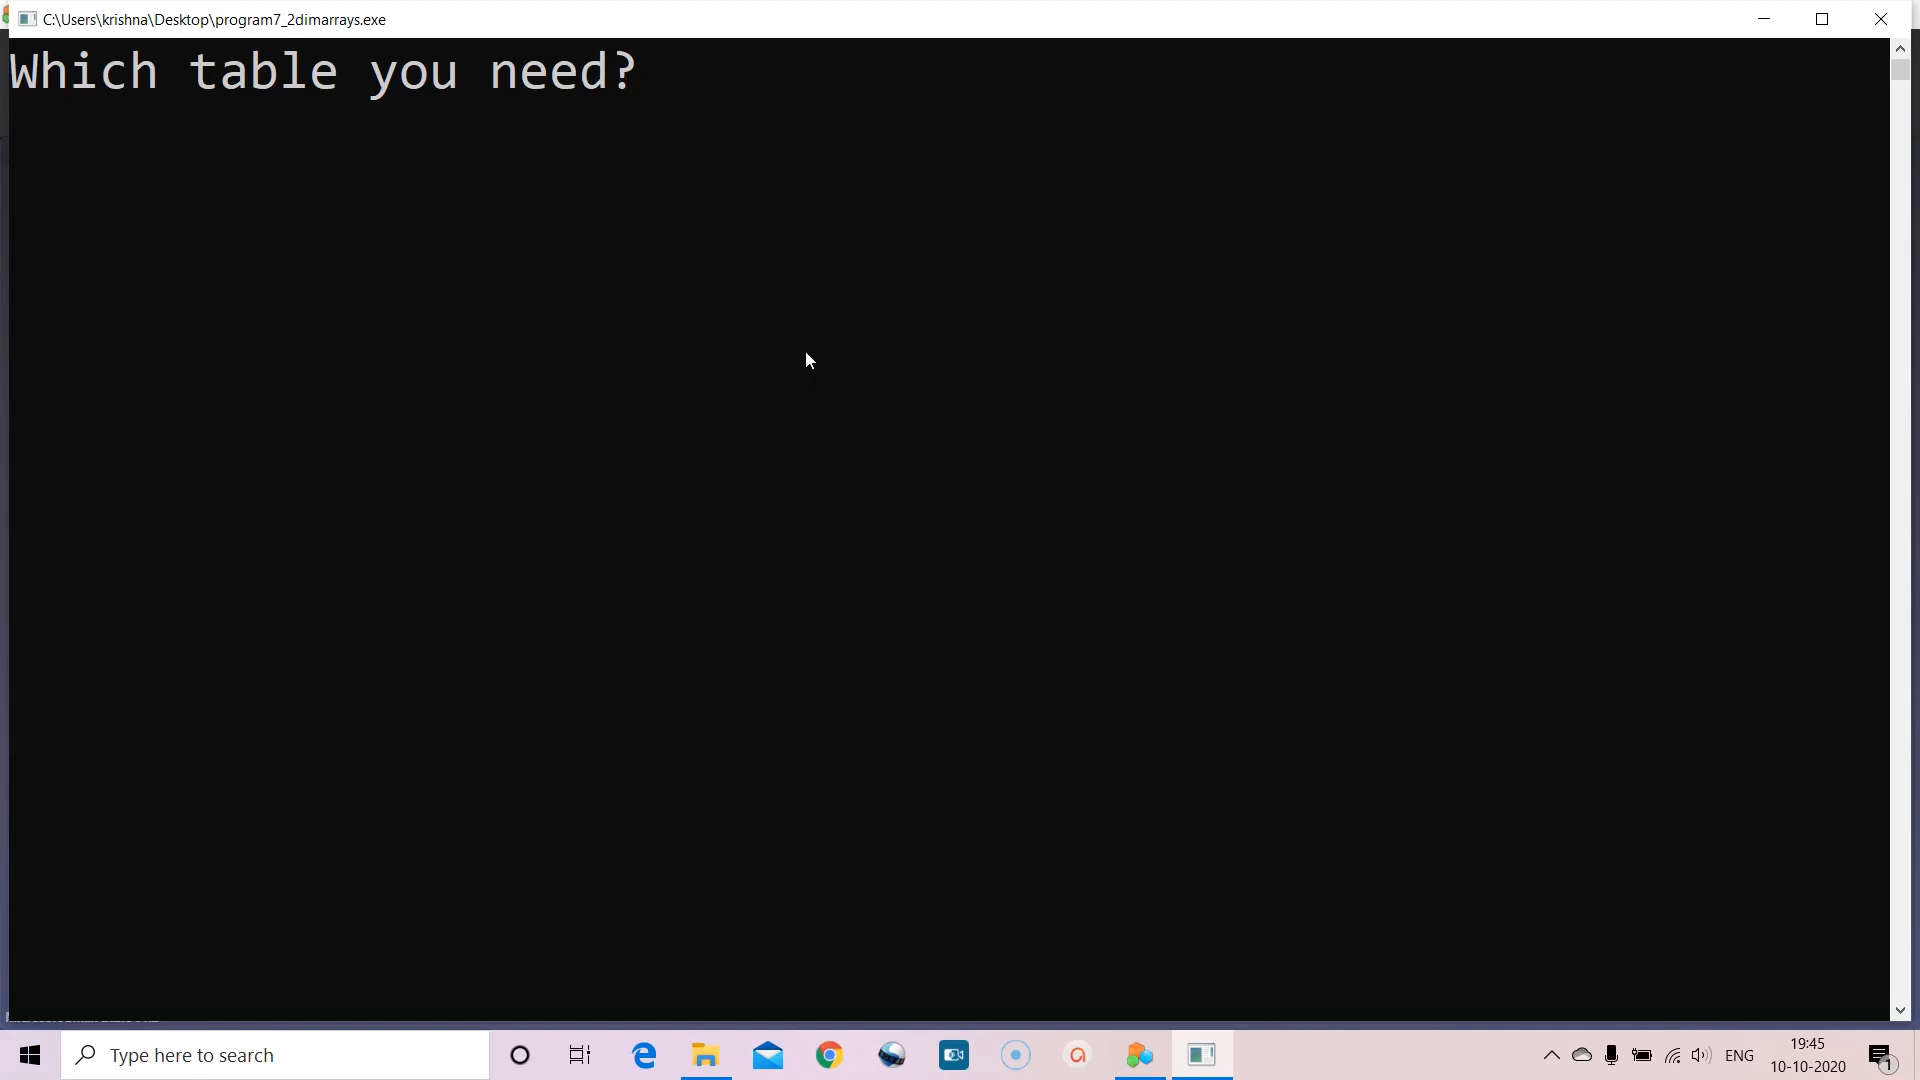 C:\Users\krishna\Desktop\program7_2dimarrays.exe
Which table you need?
Type here to search
ENG
19:45
10-10-2020
1